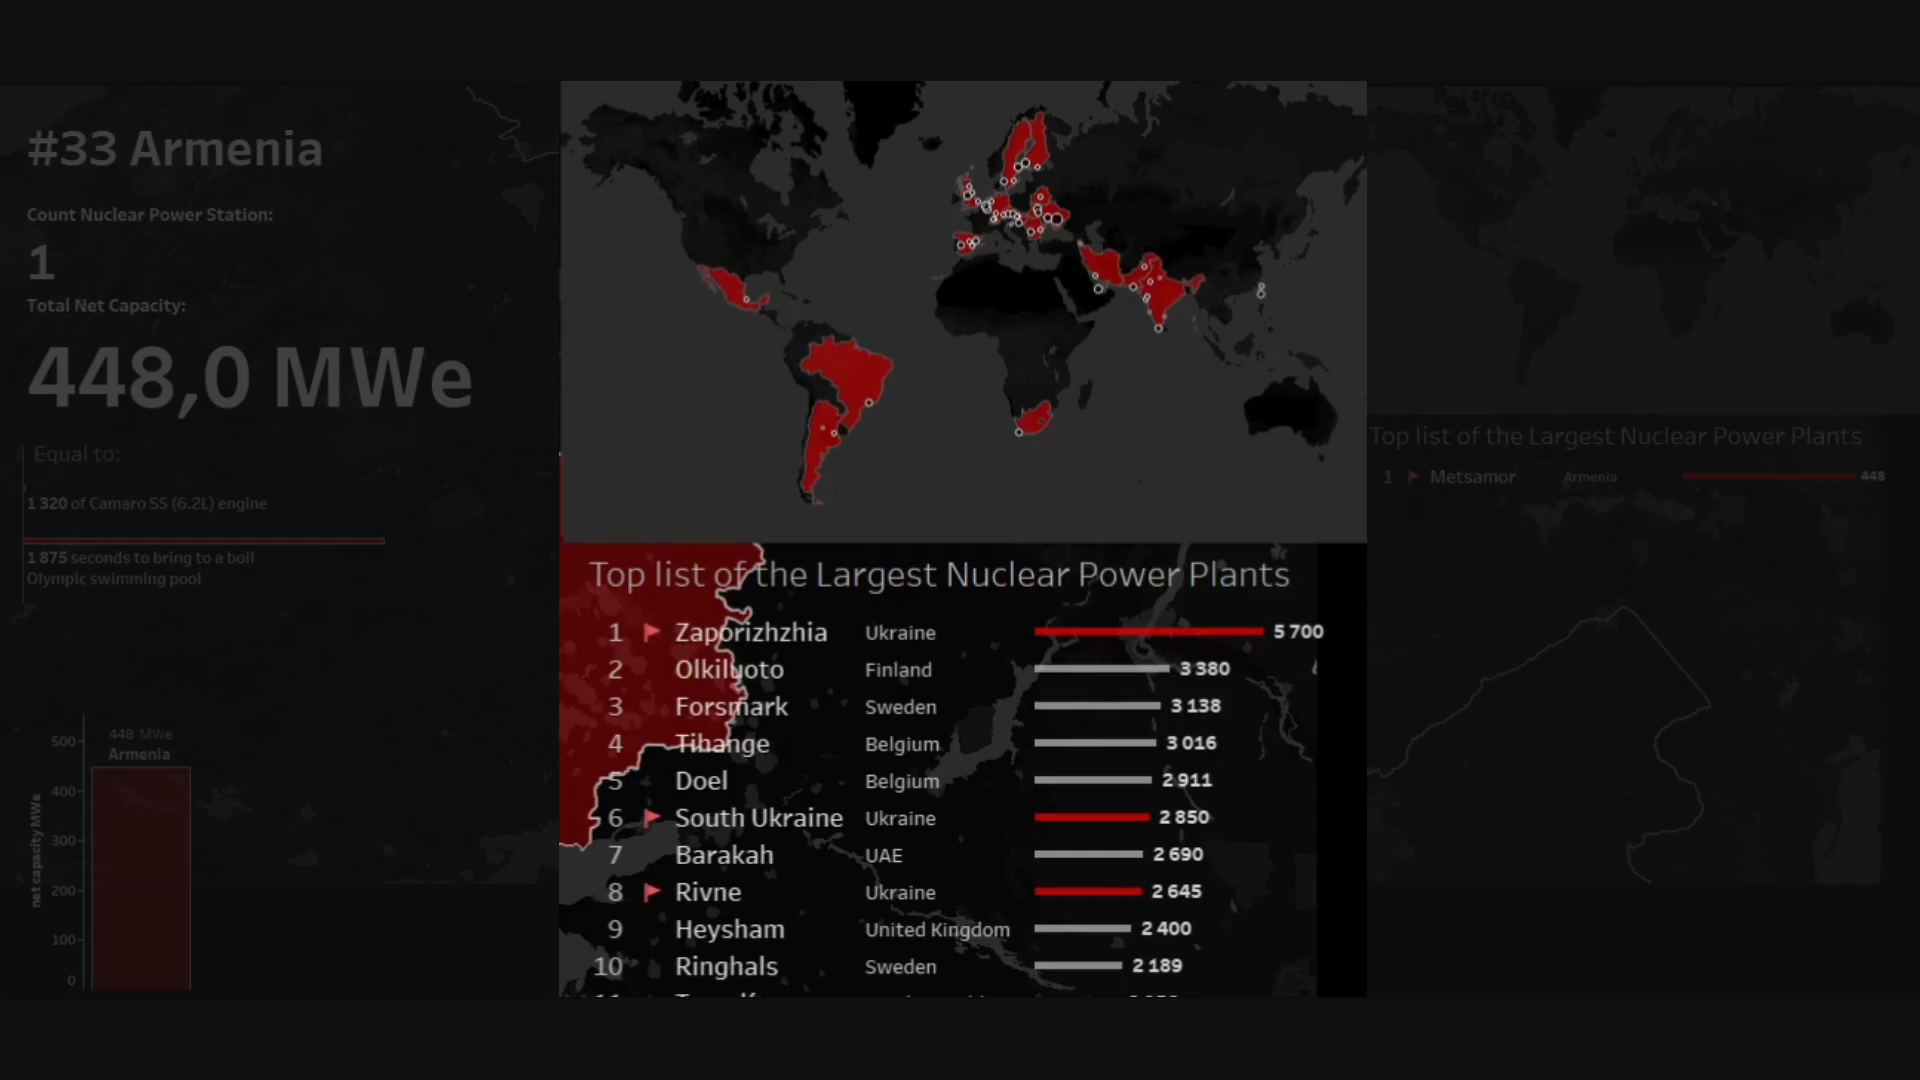 #33 Armenia
Count Nuclear Power Station:
1
Total Net Capacity:
448,0 MWe
Equal to:
1 320 of Camaro SS (6.2L) engine
1 875 seconds to bring to a boil
Olympic swimming pool
448 MWe
Armenia
500
400
300
200
100
0
net capacity MWe
Top list of the Largest Nuclear Power Plants
1 Zaporizhzhia Ukraine 5 700
2 Olkiluoto Finland 3 380
3 Forsmark Sweden 3 138
4 Tihange Belgium 3 016
5 Doel Belgium 2 911
6 South Ukraine Ukraine 2 850
7 Barakah UAE 2 690
8 Rivne Ukraine 2 645
9 Heysham United Kingdom 2 400
10 Ringhals Sweden 2 189
Top list of the Largest Nuclear Power Plants
1 Metsamor Armenia 448